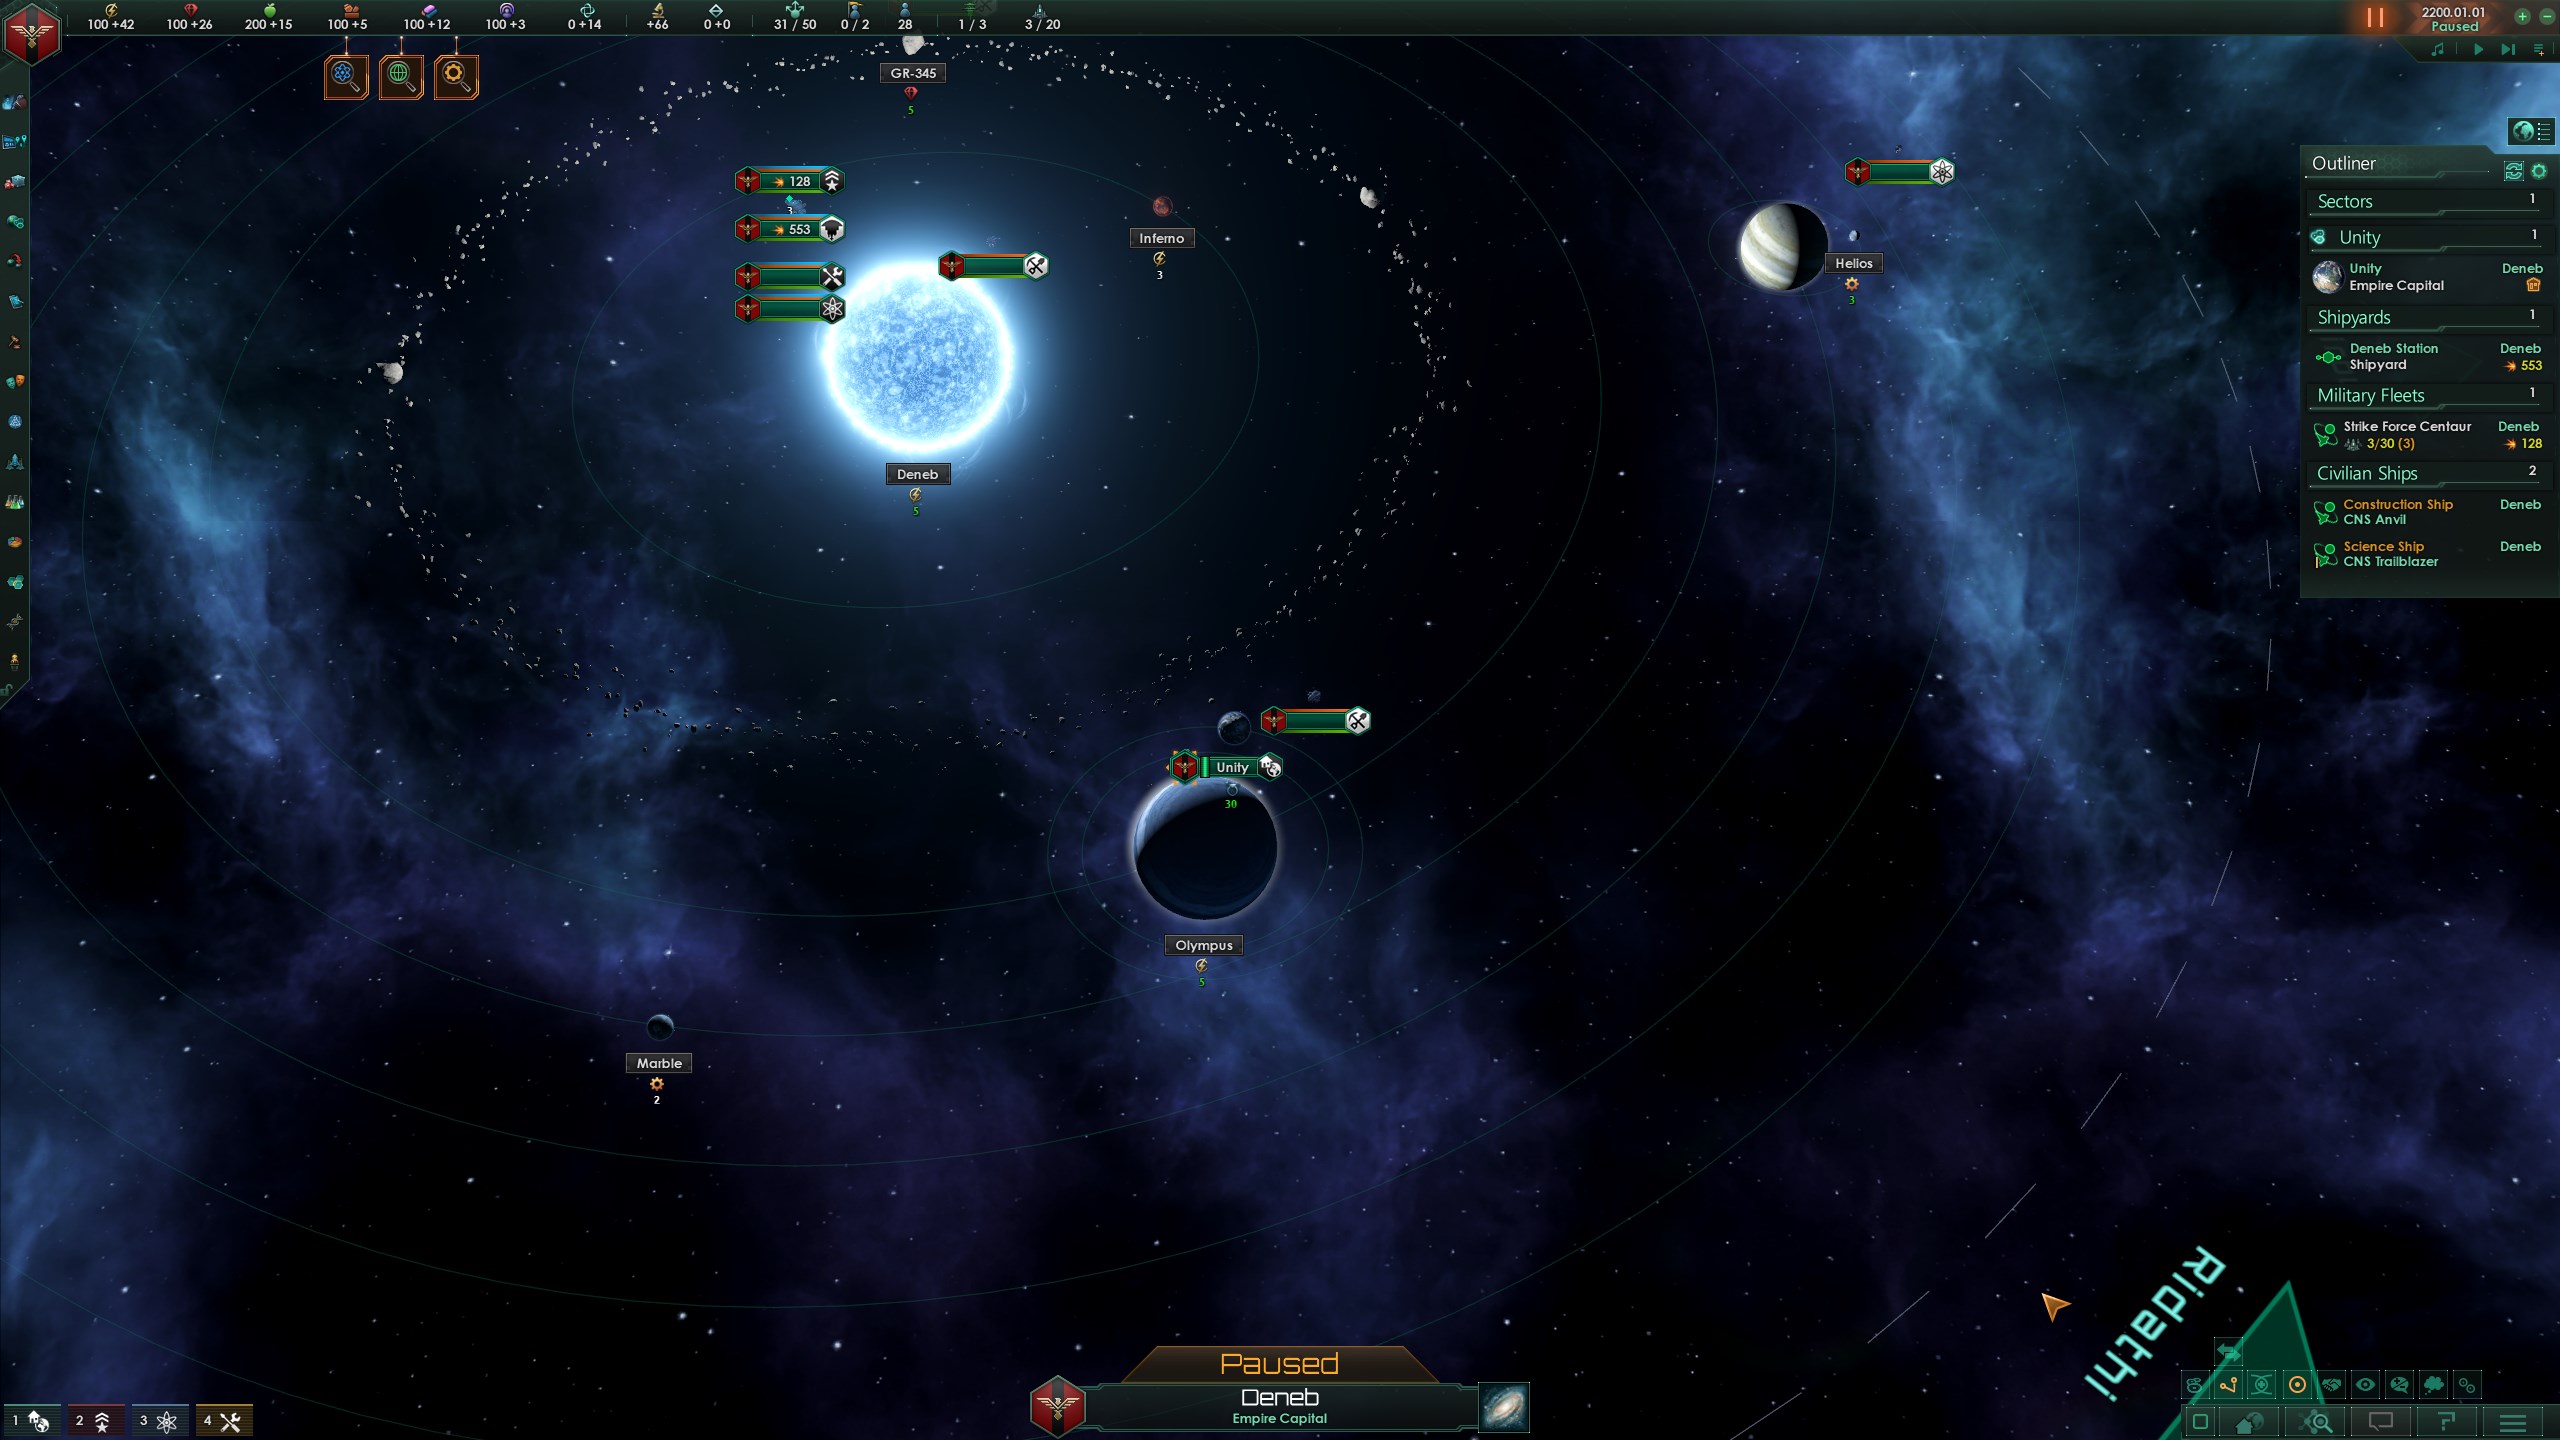 100 +42 100 +26 200 +15 100 +5 100 +12 100 +3 0 +14 +66 0 +0 31 / 50 0 / 2 28 1 / 3 3 / 20
2200.01.01
Paused
GR-345
5
128
3
553
Inferno
3
Helios
3
Deneb
5
Unity
30
Olympus
5
Marble
2
Outliner
Sectors 1
Unity 1
Unity Deneb
Empire Capital
Shipyards 1
Deneb Station Deneb
Shipyard 553
Military Fleets 1
Strike Force Centaur Deneb
3/30 (3) 128
Civilian Ships 2
Construction Ship Deneb
CNS Anvil
Science Ship Deneb
CNS Trailblazer
Ridathi
Paused
Deneb
Empire Capital
1 2 3 4